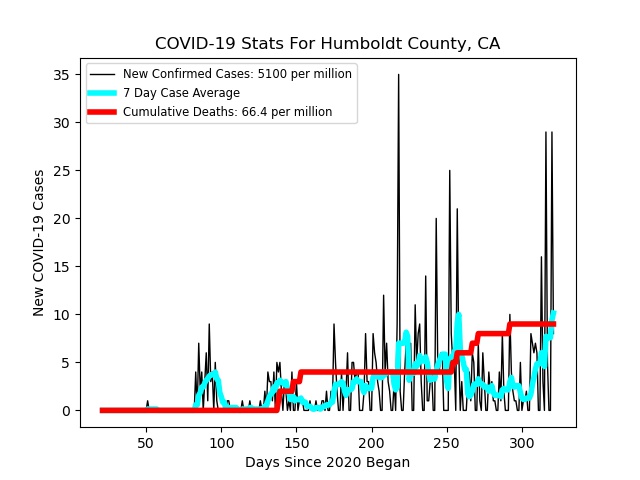 COVID-19 Stats For Humboldt County, CA
New Confirmed Cases: 5100 per million
7 Day Case Average
Cumulative Deaths: 66.4 per million
New COVID-19 Cases
35
30
25
20
15
10
5
0
50 100 150 200 250 300
Days Since 2020 Began